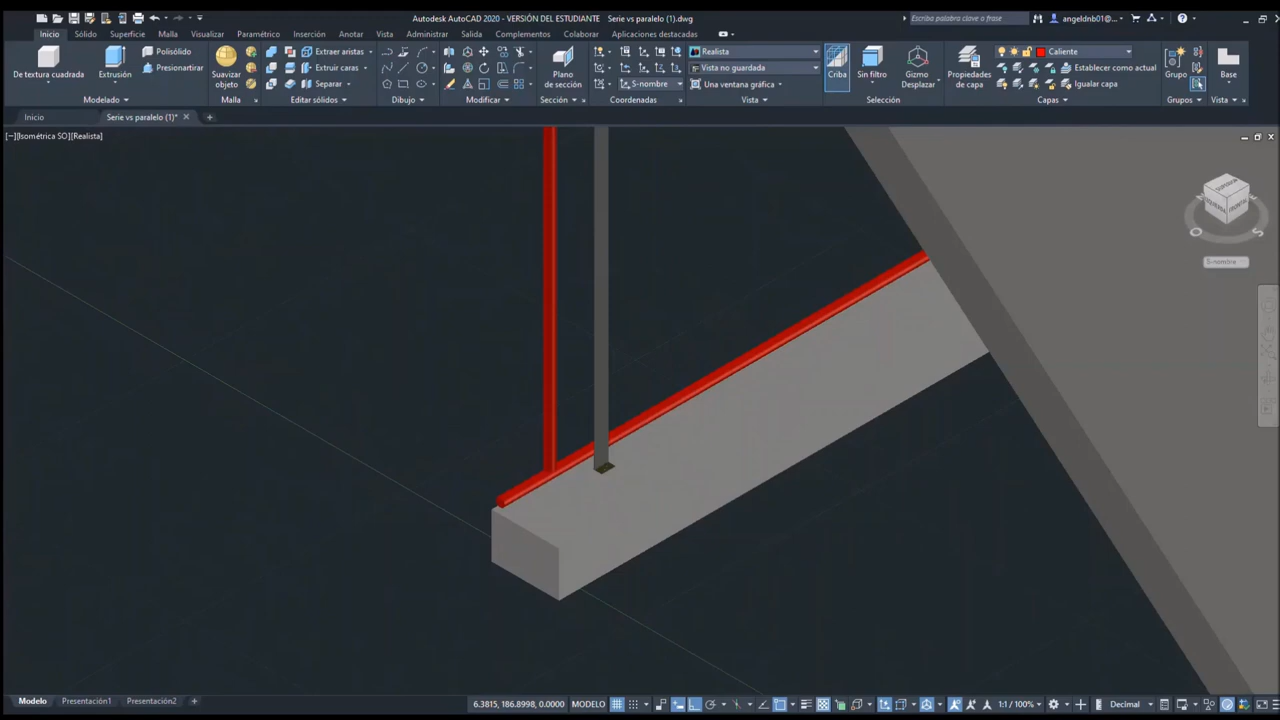 Autodesk AutoCAD 2020 - VERSIÓN DEL ESTUDIANTE Serie vs paralelo (1).dwg
Escriba palabra clave o frase
angeldnb01@...
Inicio Sólido Superficie Malla Visualizar Paramétrico Inserción Anotar Vista Administrar Salida Complementos Colaborar Aplicaciones destacadas
Polisólido Extraer aristas Realista Caliente
De textura cuadrada Extrusión Presionartirar Suavizar objeto Extruir caras Plano de sección Vista no guardada Criba Sin filtro Gizmo Desplazar Propiedades de capa Establecer como actual Grupo Base
Separar S-nombre Una ventana gráfica Igualar capa
Modelado Malla Editar sólidos Dibujo Modificar Sección Coordenadas Vista Selección Capas Grupos Vista
Inicio Serie vs paralelo (1)*
[−][Isométrica SO][Realista]
SUPERIOR
IZQUIERDA FRONTAL
O S
S-nombre
Modelo Presentación1 Presentación2
6.3815, 186.8998, 0.0000 MODELO 1:1 / 100% Decimal